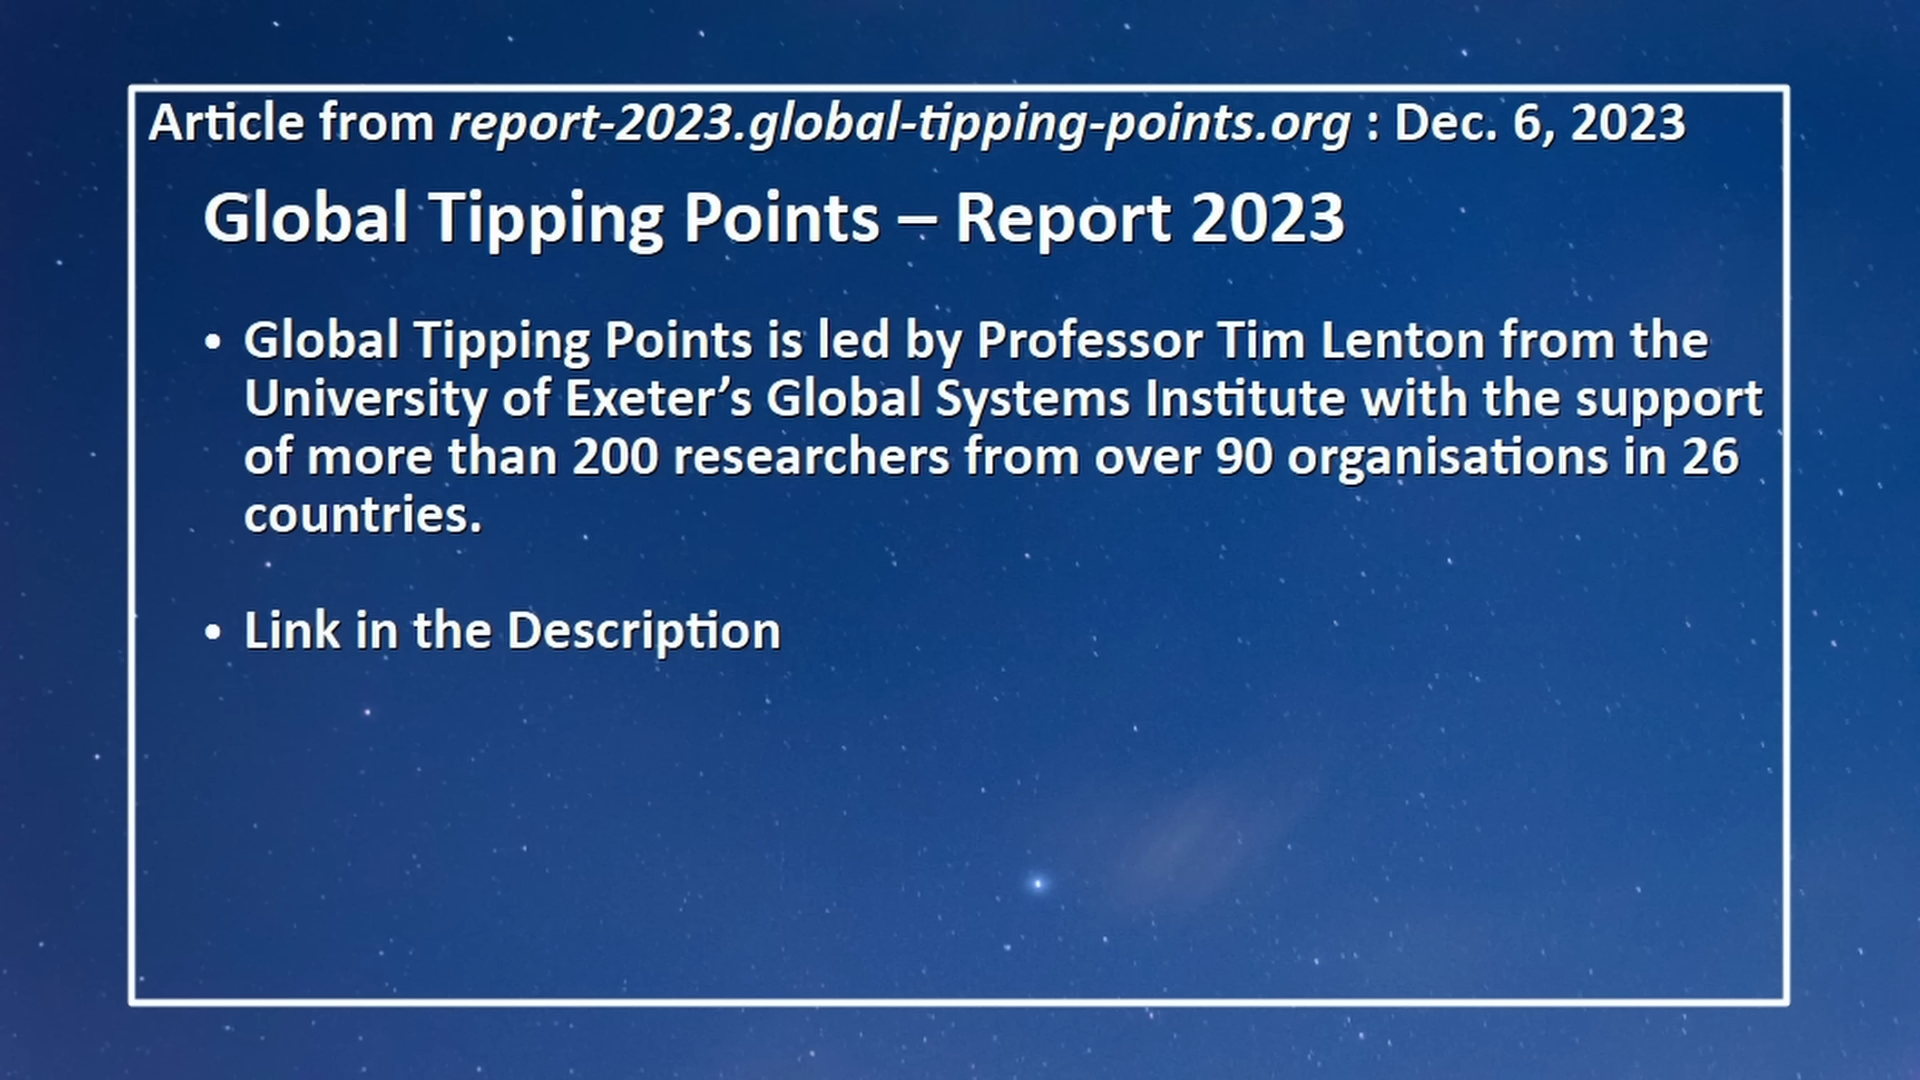 Article from report-2023.global-tipping-points.org : Dec. 6, 2023
Global Tipping Points – Report 2023
• Global Tipping Points is led by Professor Tim Lenton from the
University of Exeter’s Global Systems Institute with the support
of more than 200 researchers from over 90 organisations in 26
countries.
• Link in the Description